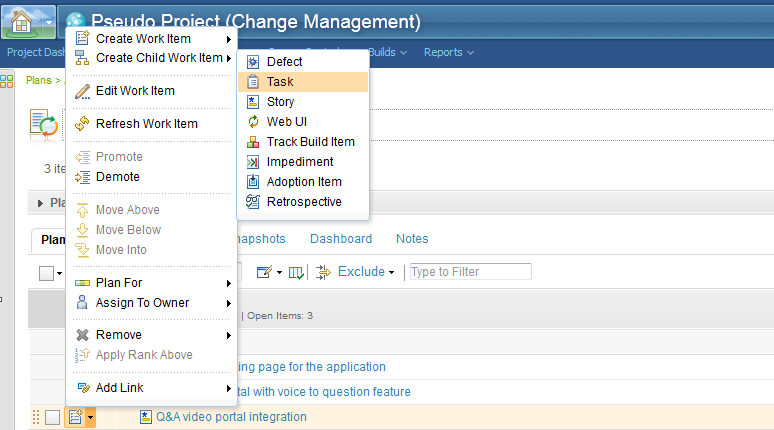 Pseudo Project (Change Management)
Project Dash
Builds
Reports
Plans >
Create Work Item
Create Child Work Item
Edit Work Item
Refresh Work Item
Promote
Demote
Move Above
Move Below
Move Into
Plan For
Assign To Owner
Remove
Apply Rank Above
Add Link
Defect
Task
Story
Web UI
Track Build Item
Impediment
Adoption Item
Retrospective
3 ite
Pla
Plan
napshots
Dashboard
Notes
Exclude
Type to Filter
| Open Items: 3
ing page for the application
tal with voice to question feature
Q&A video portal integration